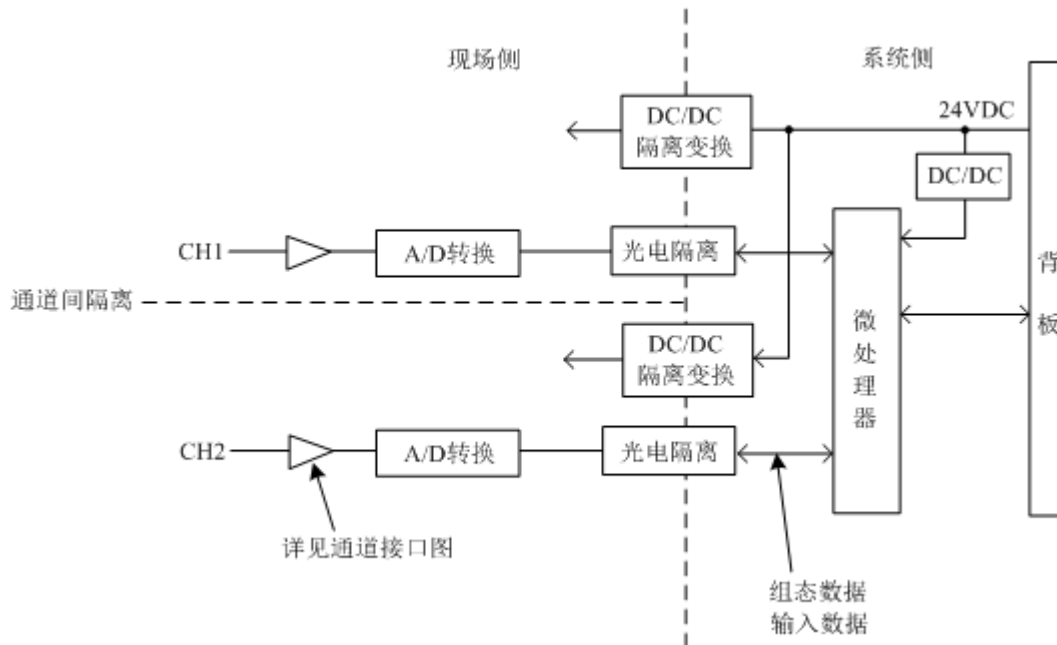 现场侧
系统侧
DC/DC
隔离变换
24VDC
DC/DC
CH1
A/D转换
光电隔离
背
板
通道间隔离
微
处
理
器
DC/DC
隔离变换
CH2
A/D转换
光电隔离
详见通道接口图
组态数据
输入数据